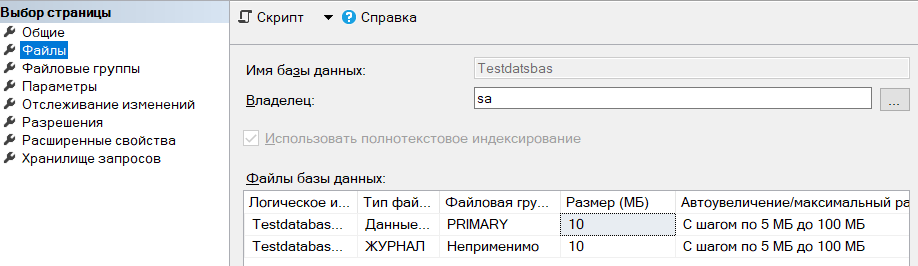 Выбор страницы
Общие
Файлы
Файловые группы
Параметры
Отслеживание изменений
Разрешения
Расширенные свойства
Хранилище запросов
Скрипт Справка
Имя базы данных: Testdatsbas
Владелец: sa ...
Использовать полнотекстовое индексирование
Файлы базы данных:
Логическое и... Тип фай... Файловая гру... Размер (МБ) Автоувеличение/максимальный ра
Testdatabas... Данные... PRIMARY 10 С шагом по 5 МБ до 100 МБ
Testdatabas... ЖУРНАЛ Неприменимо 10 С шагом по 5 МБ до 100 МБ